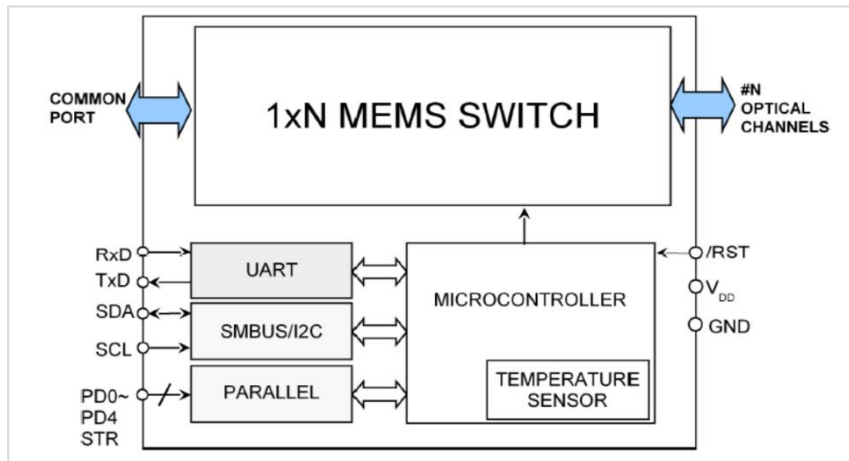 COMMON
PORT
1xN MEMS SWITCH
#N
OPTICAL
CHANNELS
RxD
TxD
UART
SDA
SCL
SMBUS/I2C
PD0~
PD4
STR
PARALLEL
MICROCONTROLLER
TEMPERATURE
SENSOR
/RST
VDD
GND